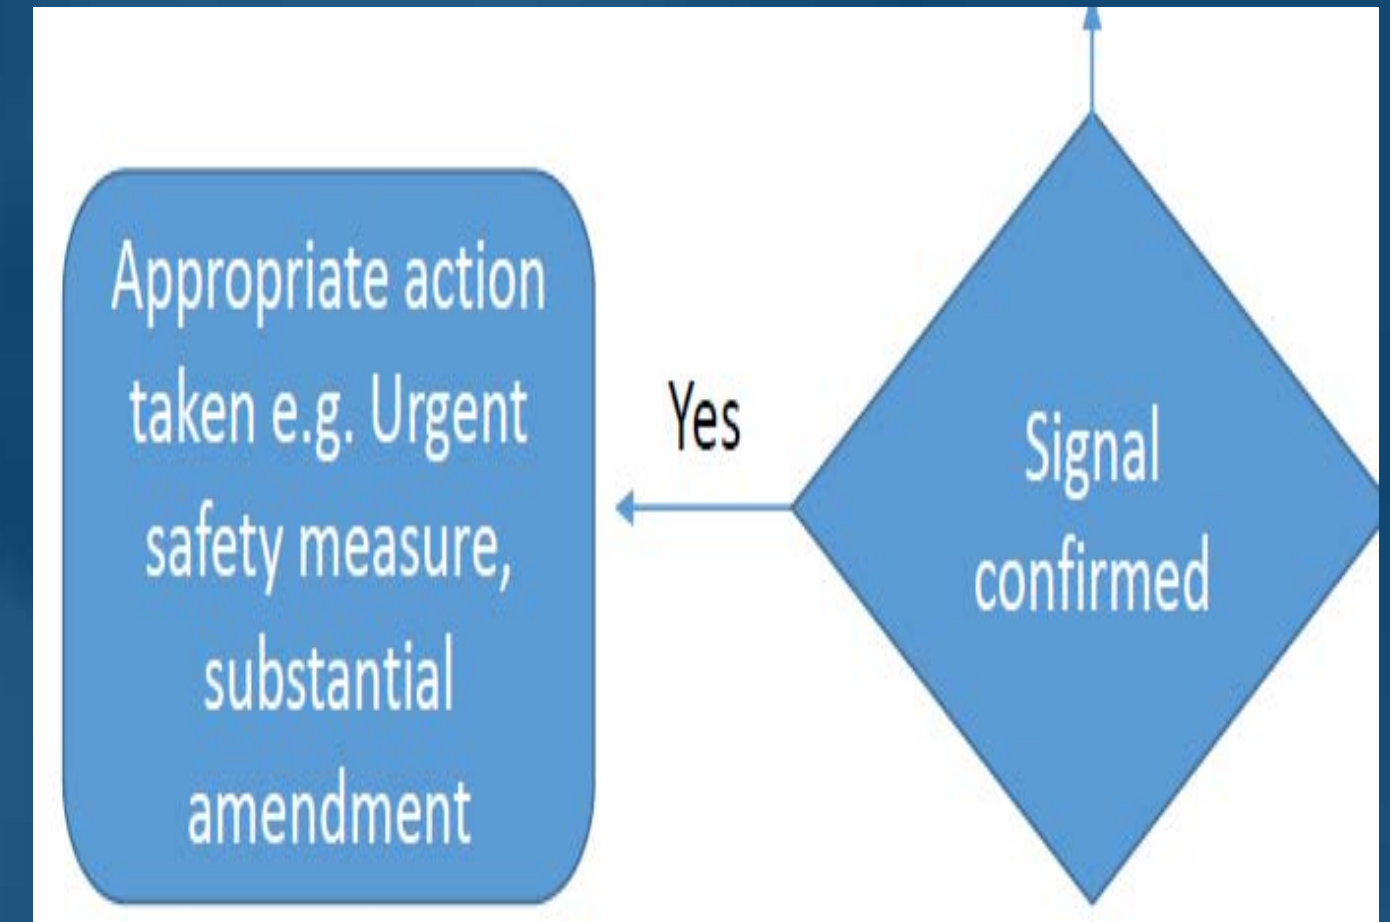 Appropriate action
taken e.g. Urgent
safety measure,
substantial
amendment
Yes
Signal
confirmed